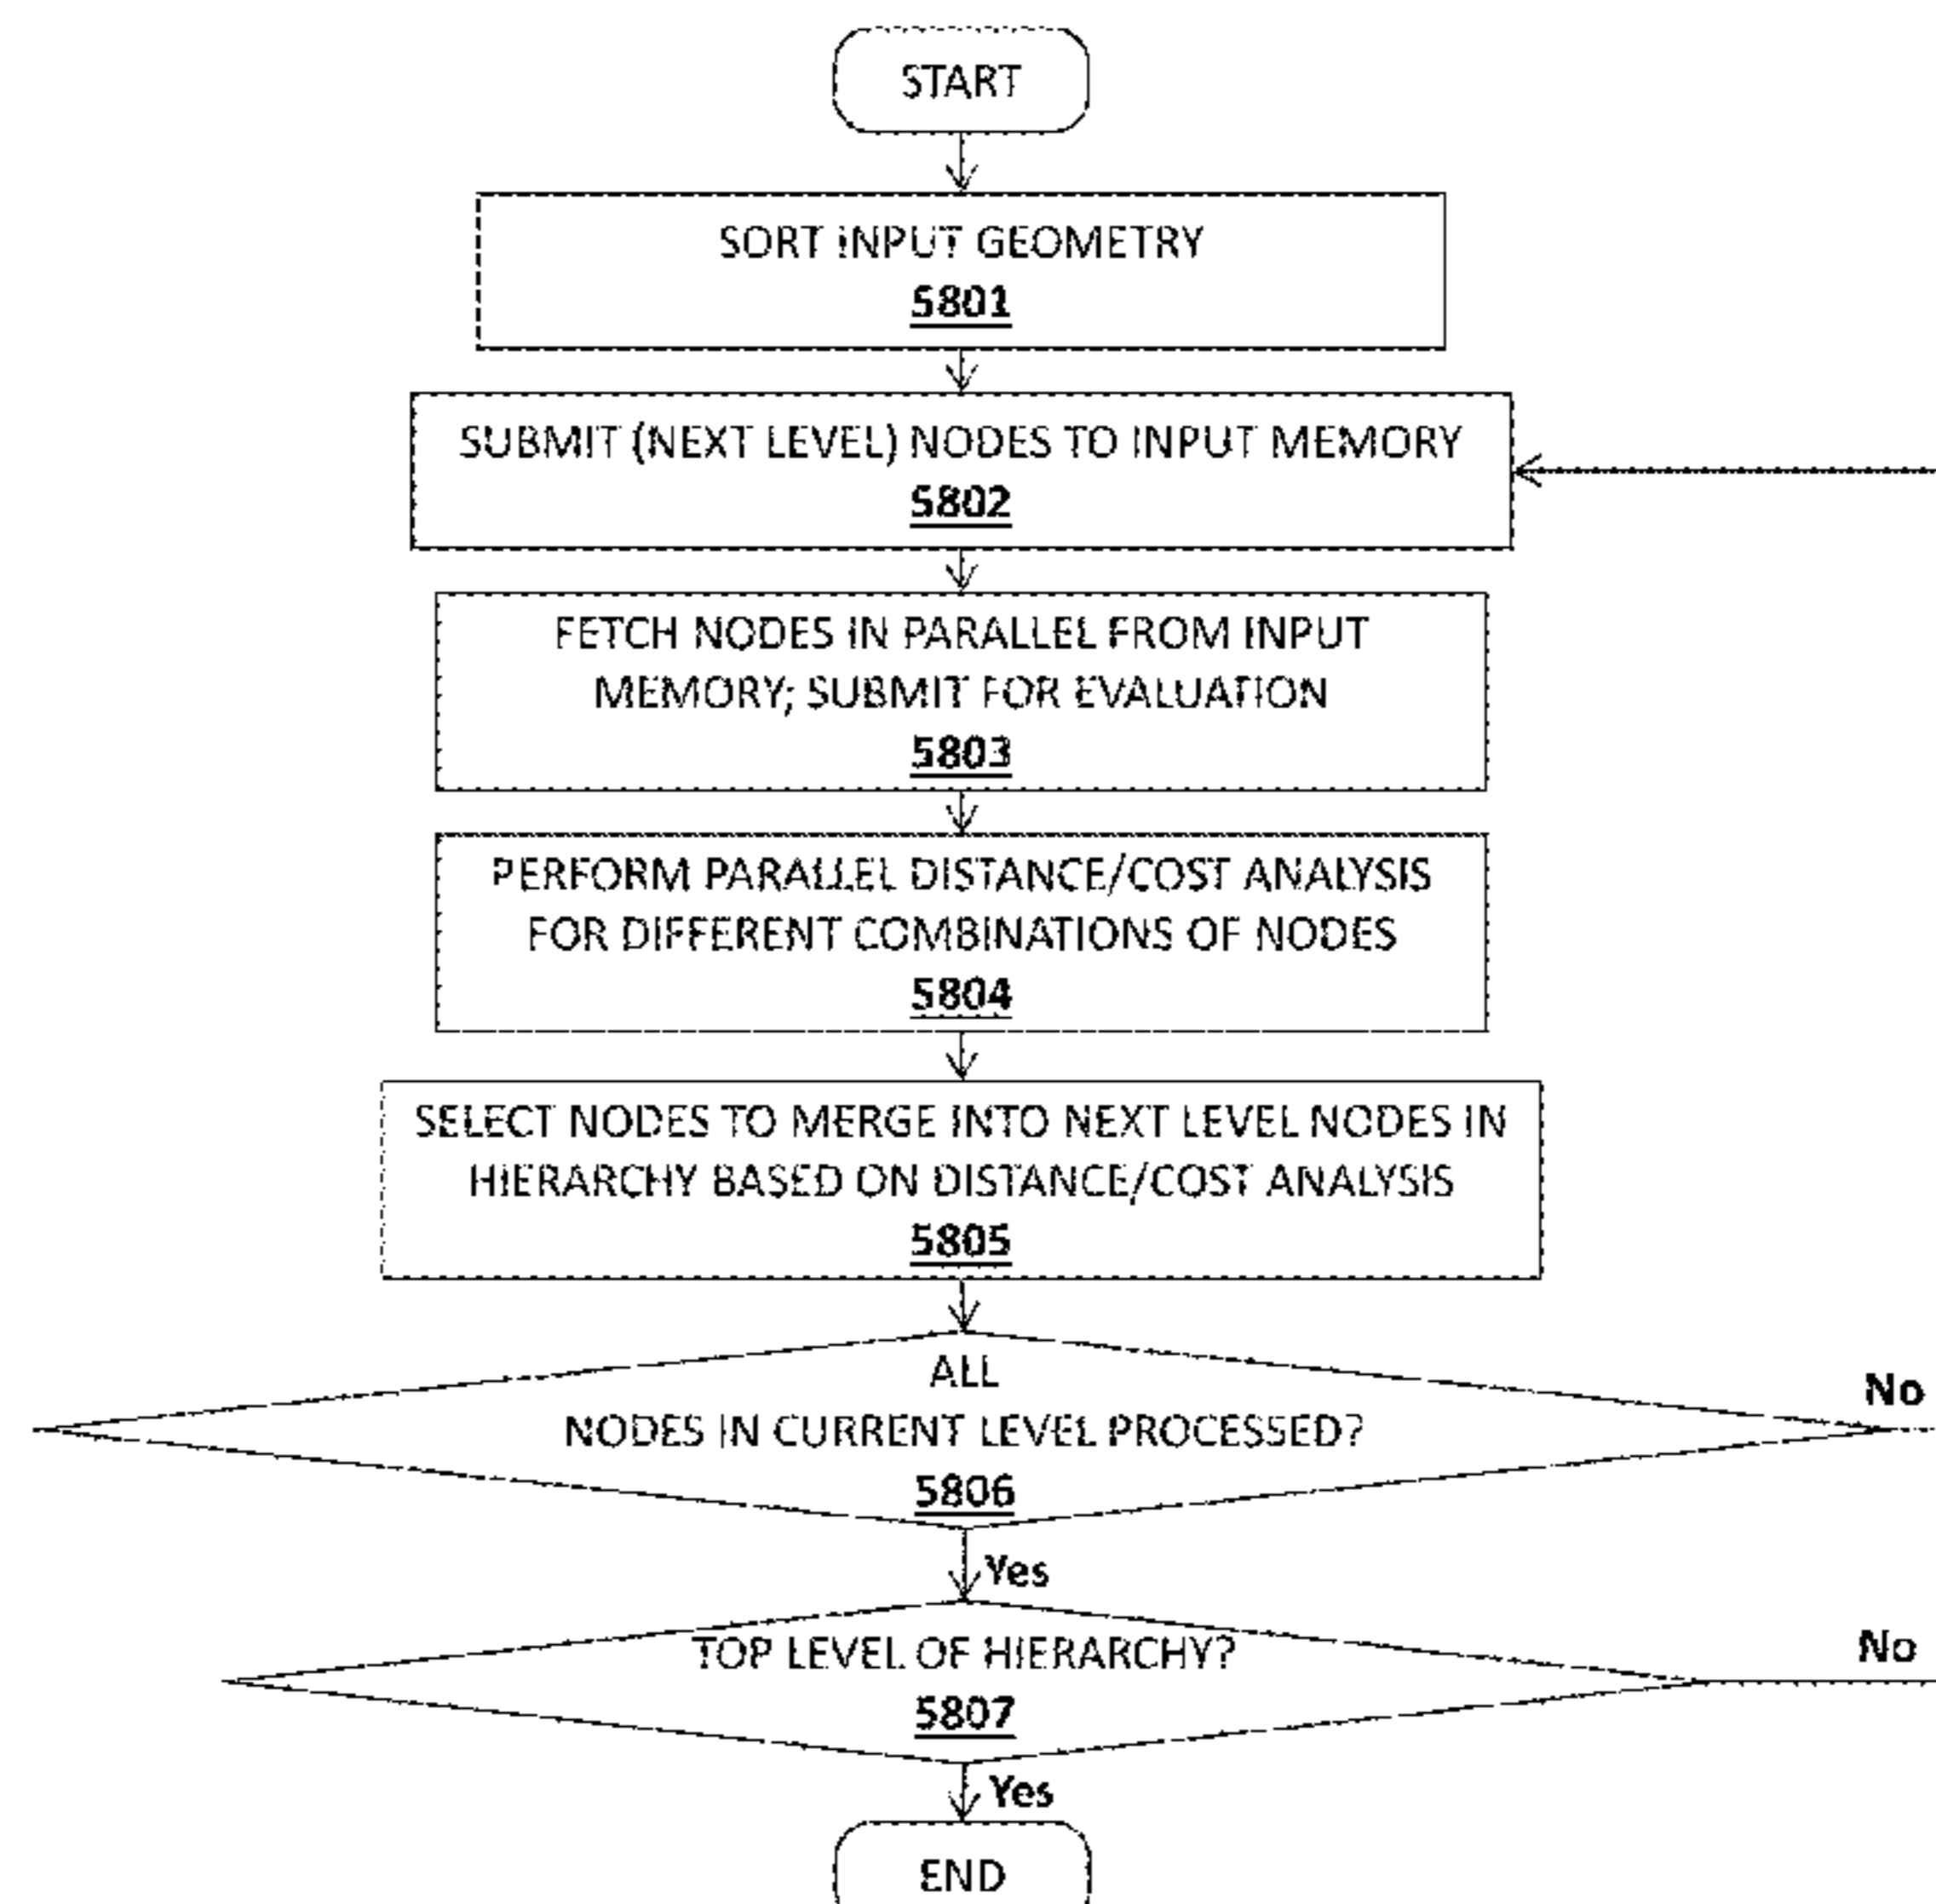 START
SORT INPUT GEOMETRY
5801
SUBMIT (NEXT LEVEL) NODES TO INPUT MEMORY
5802
FETCH NODES IN PARALLEL FROM INPUT
MEMORY; SUBMIT FOR EVALUATION
5803
PERFORM PARALLEL DISTANCE/COST ANALYSIS
FOR DIFFERENT COMBINATIONS OF NODES
5804
SELECT NODES TO MERGE INTO NEXT LEVEL NODES IN
HIERARCHY BASED ON DISTANCE/COST ANALYSIS
5805
ALL
No
NODES IN CURRENT LEVEL PROCESSED?
5806
Yes
TOP LEVEL OF HIERARCHY?
No
5807
Yes
END